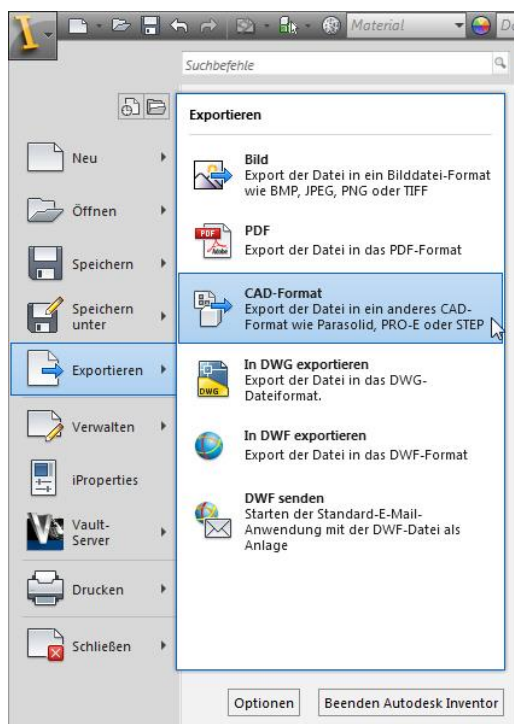 Material
Suchbefehle
Exportieren
Bild
Export der Datei in ein Bilddatei-Format
wie BMP, JPEG, PNG oder TIFF
PDF
Export der Datei in das PDF-Format
CAD-Format
Export der Datei in ein anderes CAD-
Format wie Parasolid, PRO-E oder STEP
In DWG exportieren
Export der Datei in das DWG-
Dateiformat.
In DWF exportieren
Export der Datei in das DWF-Format
DWF senden
Starten der Standard-E-Mail-
Anwendung mit der DWF-Datei als
Anlage
Neu
Öffnen
Speichern
Speichern
unter
Exportieren
Verwalten
iProperties
Vault-
Server
Drucken
Schließen
PDF
Adobe
DWG
Optionen
Beenden Autodesk Inventor